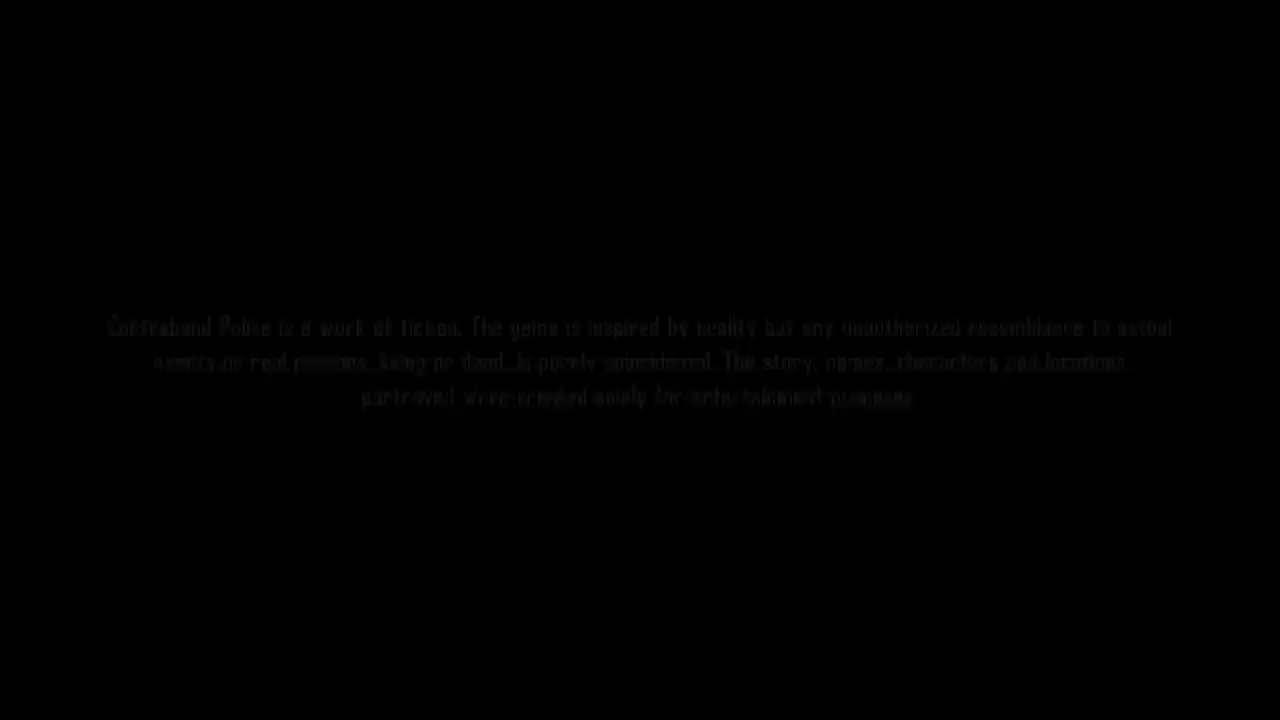 Contraband Police is a work of fiction. The game is inspired by reality but any unauthorized resemblance to actual
events or real persons, living or dead, is purely coincidental. The story, names, characters and locations
portrayed were created solely for entertainment purposes